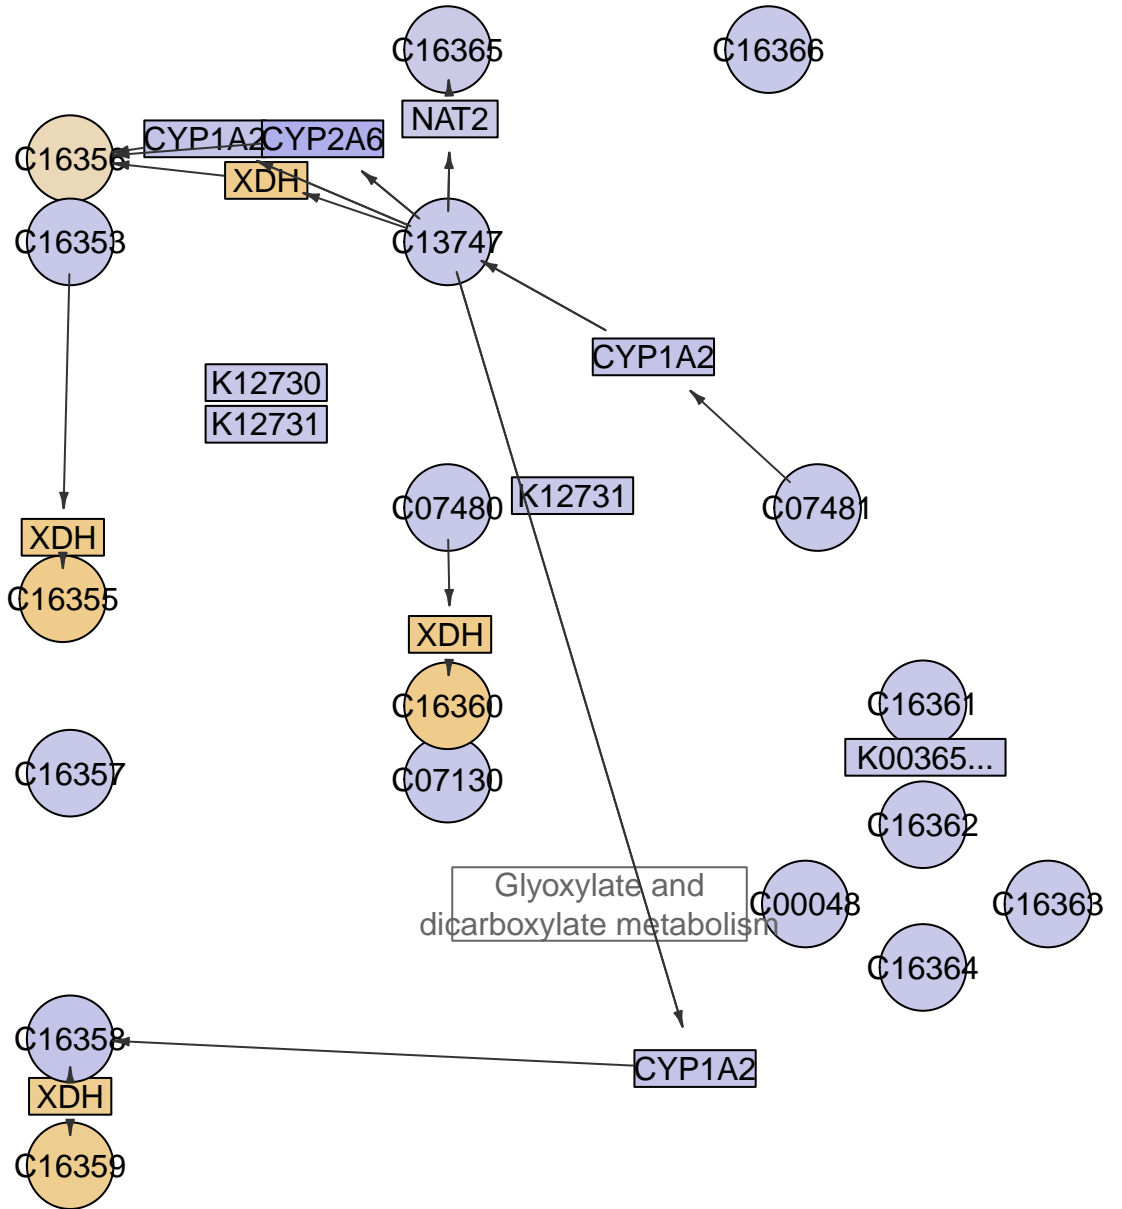 C16365
C16366
NAT2
CYP1A2
CYP2A6
C16356
XDH
C16353
C13747
CYP1A2
K12730
K12731
K12731
C07480
C07481
XDH
C16355
XDH
C16360
C16361
K00365...
C16357
C07130
C16362
Glyoxylate and
dicarboxylate metabolism
C00048
C16363
C16364
C16358
CYP1A2
XDH
C16359